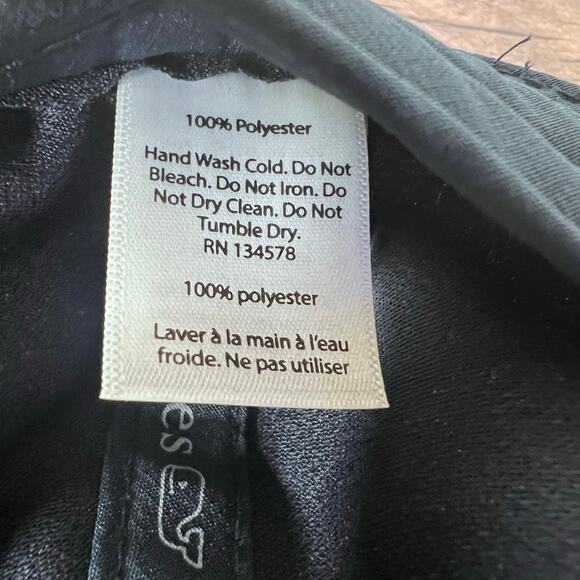 100% Polyester
Hand Wash Cold. Do Not
Bleach. Do Not Iron. Do
Not Dry Clean. Do Not
Tumble Dry.
RN 134578
100% polyester
Laver à la main à l'eau
froide. Ne pas utiliser
es